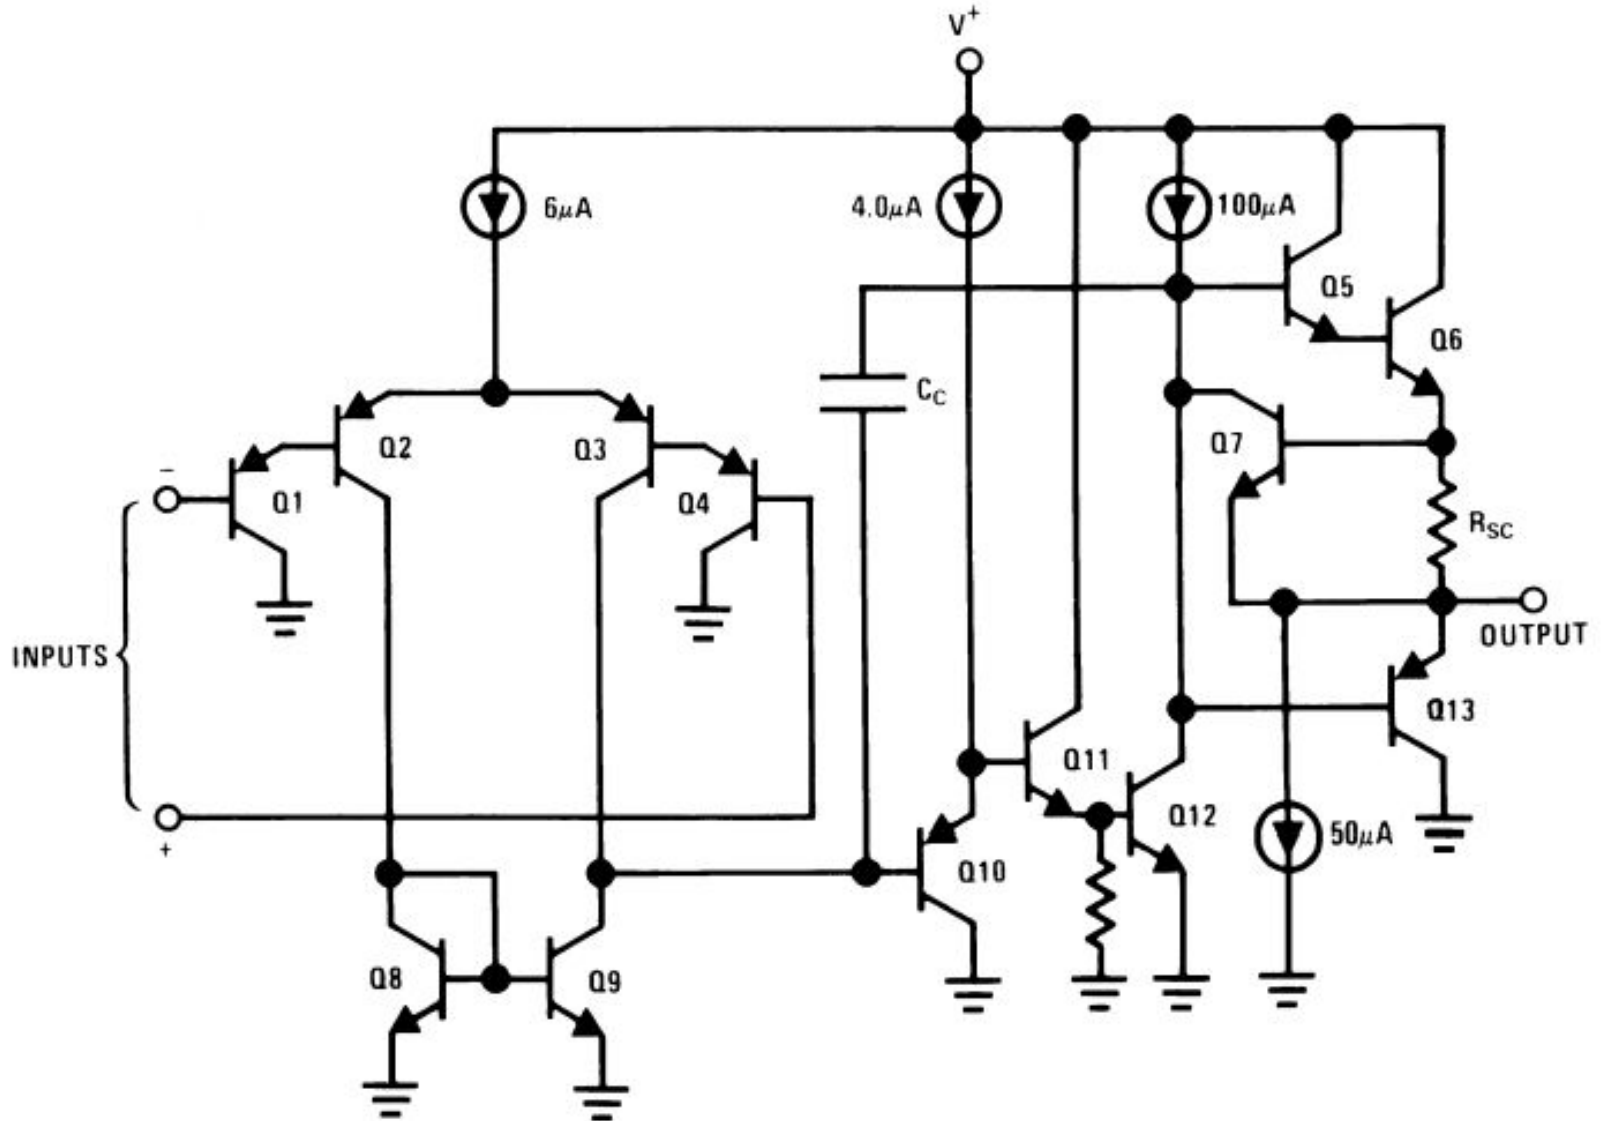 V+
6μA
4.0μA
100μA
Q5
Q6
CC
Q2
Q3
Q7
−
Q1
Q4
RSC
INPUTS
OUTPUT
+
Q11
Q13
Q12
50μA
Q10
Q8
Q9